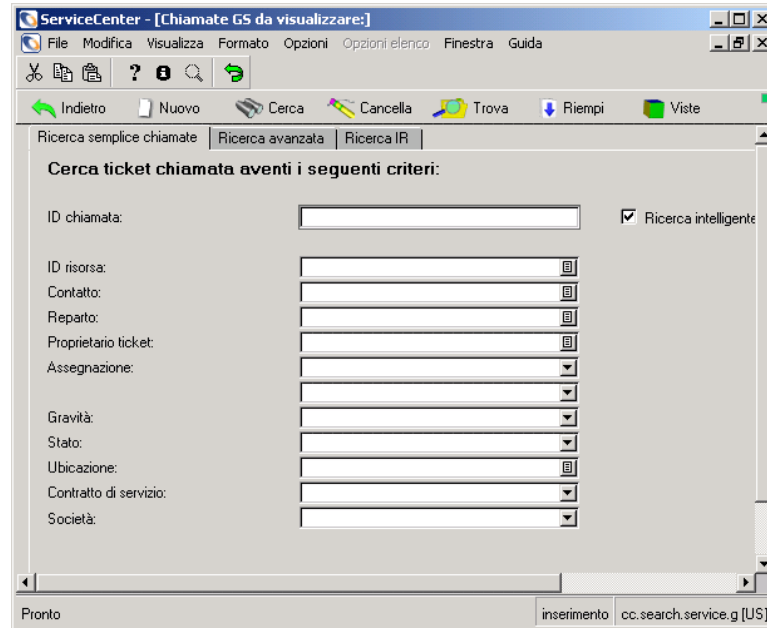 ServiceCenter - [Chiamate GS da visualizzare:]
File Modifica Visualizza Formato Opzioni Opzioni elenco Finestra Guida
Indietro Nuovo Cerca Cancella Trova Riempi Viste
Ricerca semplice chiamate Ricerca avanzata Ricerca IR
Cerca ticket chiamata aventi i seguenti criteri:
ID chiamata: Ricerca intelligente
ID risorsa:
Contatto:
Reparto:
Proprietario ticket:
Assegnazione:
Gravità:
Stato:
Ubicazione:
Contratto di servizio:
Società:
Pronto inserimento cc.search.service.g [US]